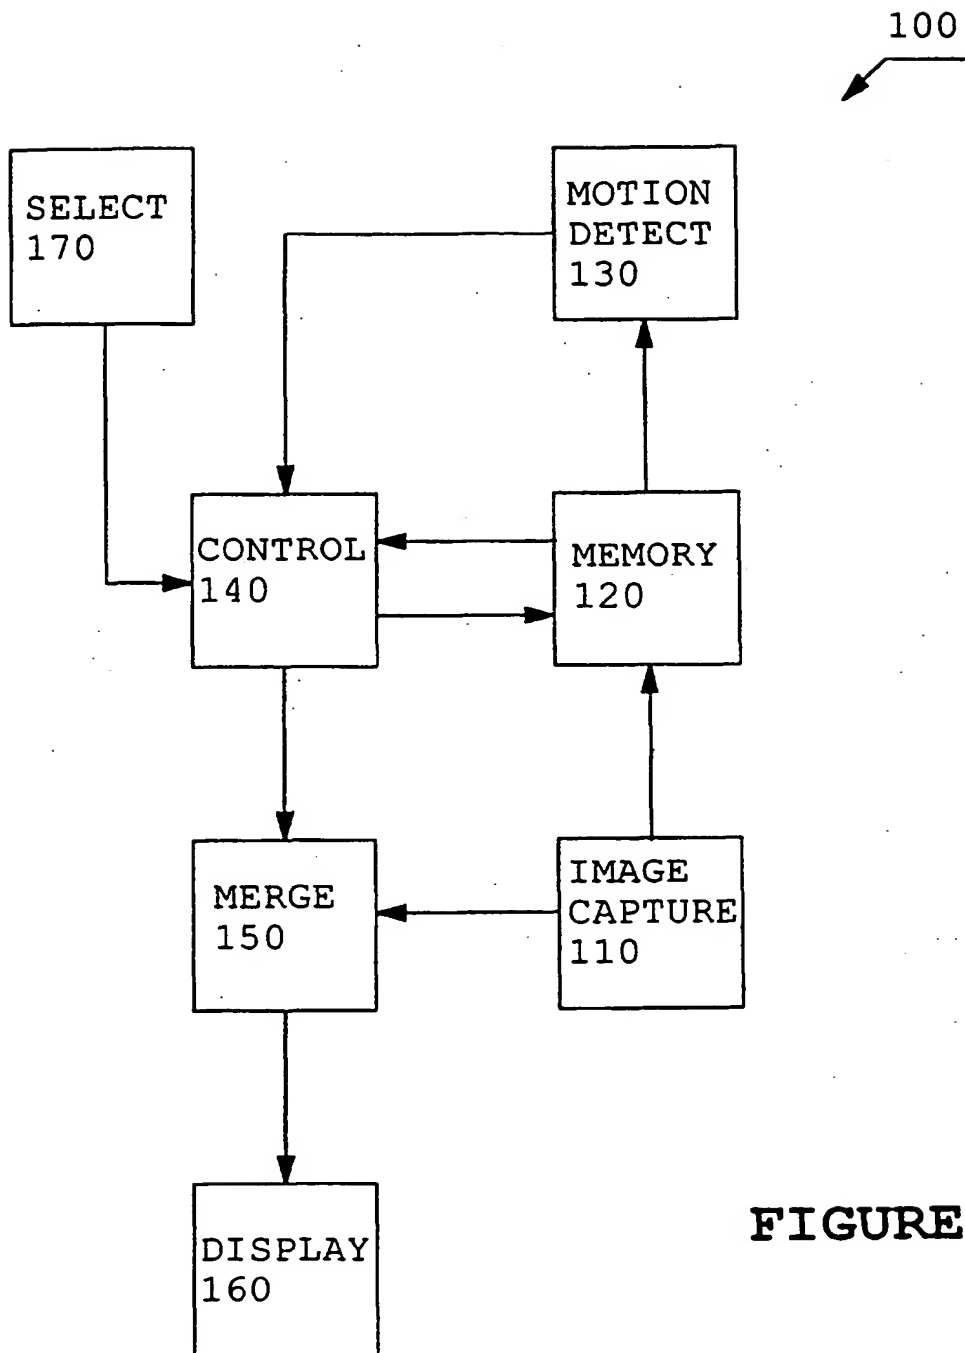 100
SELECT
170
MOTION
DETECT
130
CONTROL
140
MEMORY
120
MERGE
150
IMAGE
CAPTURE
110
DISPLAY
160
FIGURE